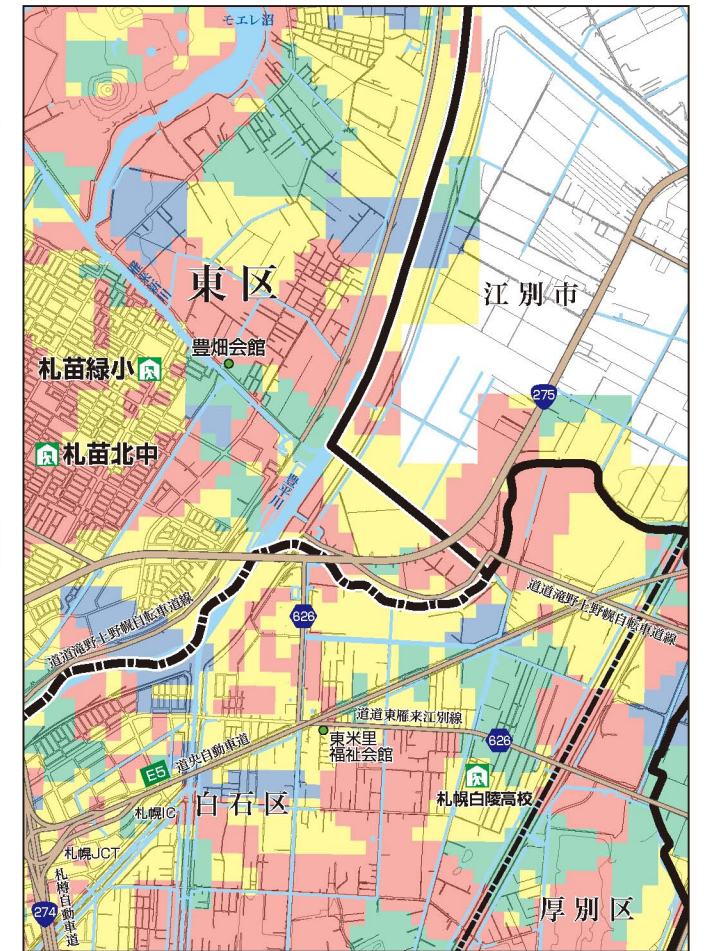 モエレ沼
雁来新川
東区
江別市
275
豊畑会館
札苗緑小
札苗北中
豊平川
道道滝野上野幌自転車道線
道道滝野上野幌自転車道線
626
道道東雁来江別線
626
東米里
福祉会館
E5
道央自動車道
札幌白陵高校
白石区
札幌IC
札幌JCT
札樽自動車道
274
厚別区